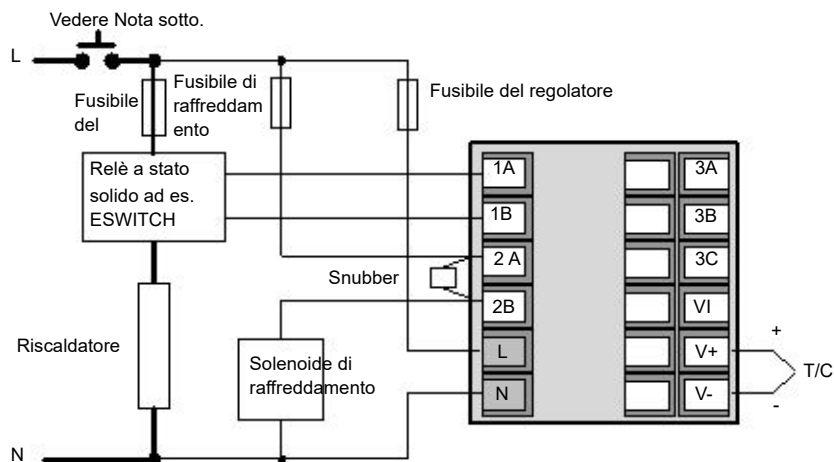 Vedere Nota sotto.
L
Fusibile
del
Fusibile di
raffreddam
ento
Fusibile del regolatore
Relè a stato
solido ad es.
ESWITCH
1A
3A
1B
3B
2 A
3C
Snubber
2B
VI
Riscaldatore
Solenoide di
raffreddamento
L
V+
+
T/C
N
V-
-
N